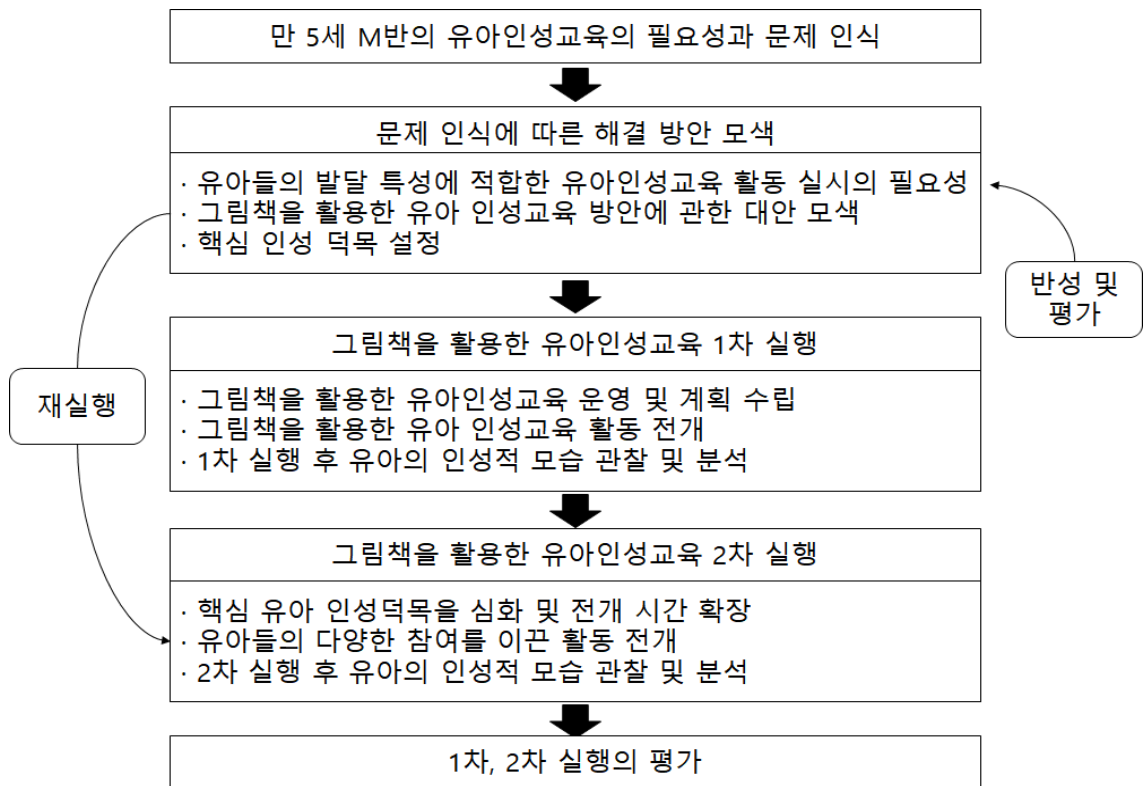 만 5세 M반의 유아인성교육의 필요성과 문제 인식
문제 인식에 따른 해결 방안 모색
· 유아들의 발달 특성에 적합한 유아인성교육 활동 실시의 필요성
· 그림책을 활용한 유아 인성교육 방안에 관한 대안 모색
· 핵심 인성 덕목 설정
반성 및
평가
그림책을 활용한 유아인성교육 1차 실행
재실행
· 그림책을 활용한 유아인성교육 운영 및 계획 수립
· 그림책을 활용한 유아 인성교육 활동 전개
· 1차 실행 후 유아의 인성적 모습 관찰 및 분석
그림책을 활용한 유아인성교육 2차 실행
· 핵심 유아 인성덕목을 심화 및 전개 시간 확장
· 유아들의 다양한 참여를 이끈 활동 전개
· 2차 실행 후 유아의 인성적 모습 관찰 및 분석
1차, 2차 실행의 평가